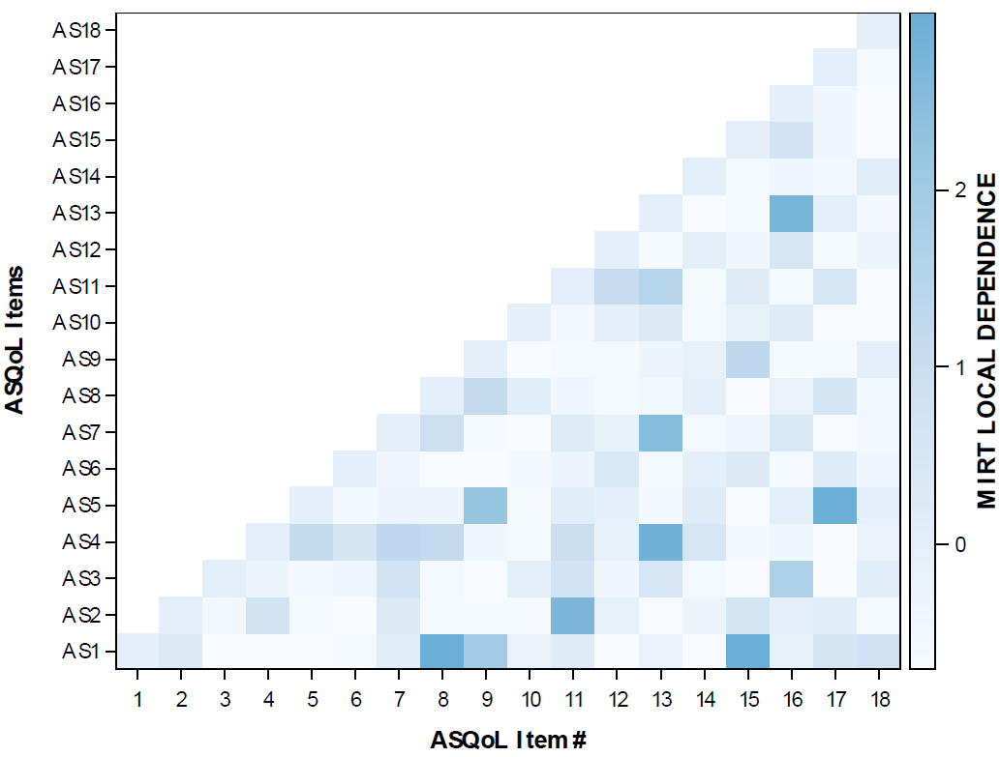 AS18
AS17
AS16
AS15
AS14
AS13
AS12
AS11
AS10
AS9
AS8
AS7
AS6
AS5
AS4
AS3
AS2
AS1
ASQoL Items
1 2 3 4 5 6 7 8 9 10 11 12 13 14 15 16 17 18
ASQoL Item #
2
1
0
MIRT LOCAL DEPENDENCE